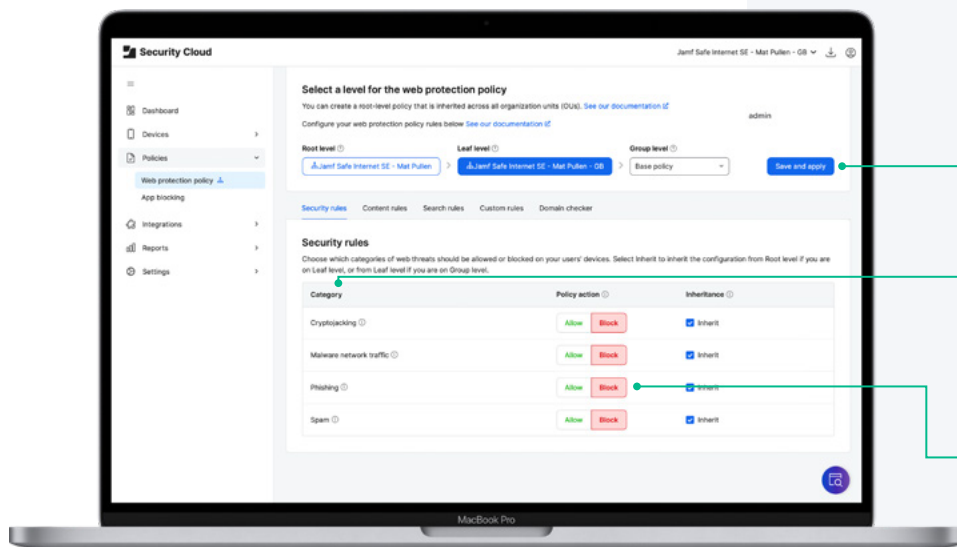 Security Cloud
Jamf Safe Internet SE - Mat Pullen - GB
Dashboard
Devices
Policies
Web protection policy
App blocking
Integrations
Reports
Settings
Select a level for the web protection policy
You can create a root-level policy that is inherited across all organization units (OUs). See our documentation
Configure your web protection policy rules below See our documentation
admin
Root level
Leaf level
Group level
Jamf Safe Internet SE - Mat Pullen
Jamf Safe Internet SE - Mat Pullen - GB
Base policy
Save and apply
Security rules Content rules Search rules Custom rules Domain checker
Security rules
Choose which categories of web threats should be allowed or blocked on your users' devices. Select Inherit to inherit the configuration from Root level if you are
on Leaf level, or from Leaf level if you are on Group level.
Category Policy action Inheritance
Cryptojacking Allow Block Inherit
Malware network traffic Allow Block Inherit
Phishing Allow Block Inherit
Spam Allow Block Inherit
MacBook Pro